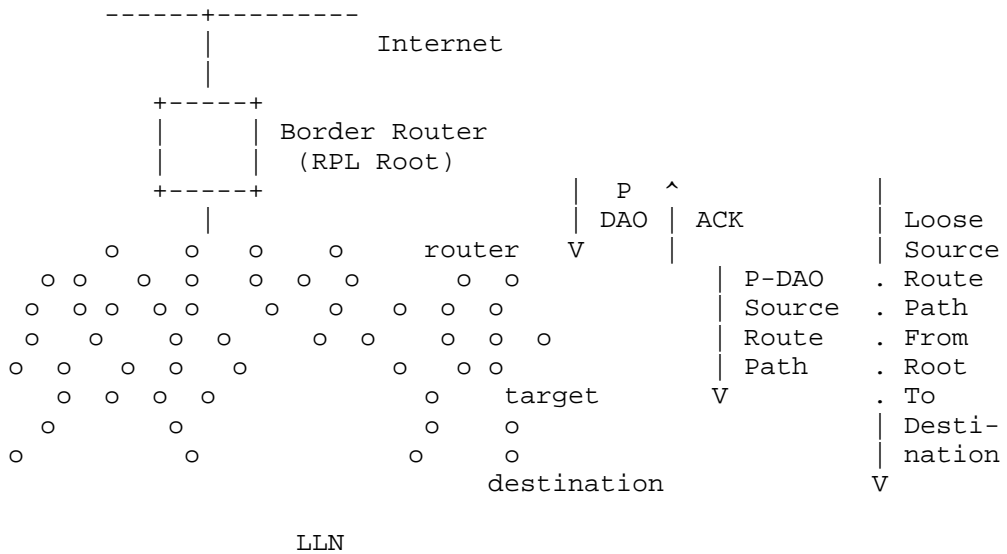 Internet
Border Router
(RPL Root)
P
DAO ACK Loose
router V Source
P-DAO Route
Source Path
Route From
Path Root
target V To
Desti-
nation
destination V
LLN